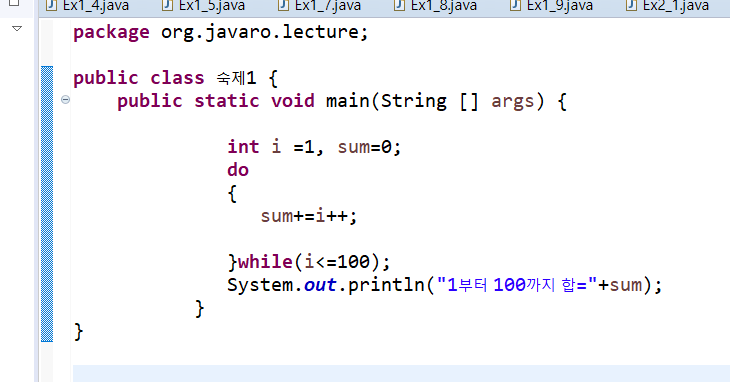 Ex1_4.java Ex1_5.java Ex1_7.java Ex1_8.java Ex1_9.java Ex2_1.java
package org.javaro.lecture;
public class 숙제1 {
public static void main(String [] args) {
int i =1, sum=0;
do
{
sum+=i++;
}while(i<=100);
System.out.println("1부터 100까지 합="+sum);
}
}